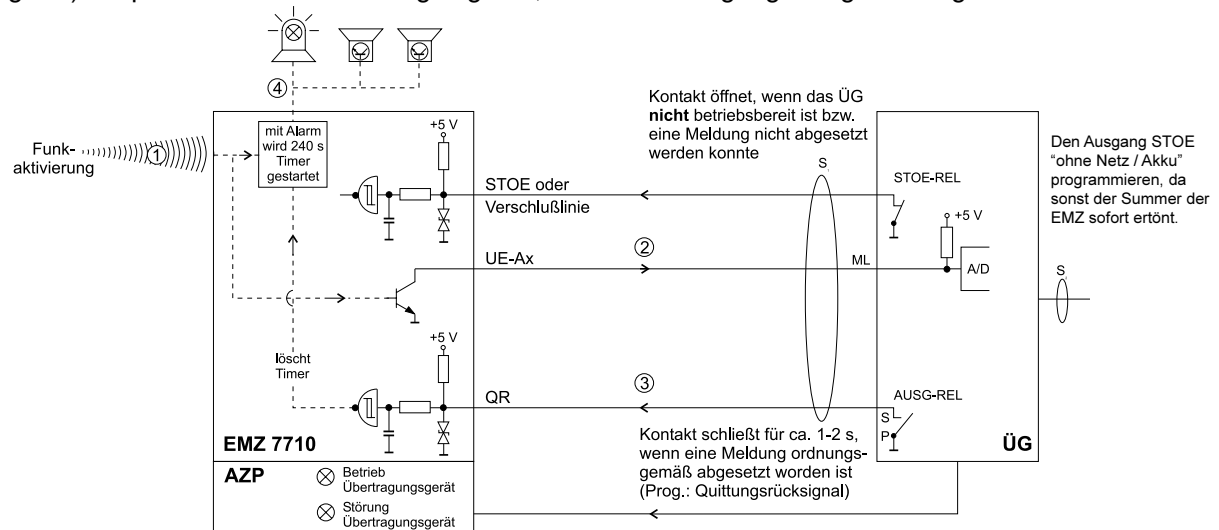 ④
Funk-
aktivierung
①
mit Alarm
wird 240 s
Timer
gestartet
+5 V
STOE oder
Verschlußlinie
Kontakt öffnet, wenn das ÜG
nicht betriebsbereit ist bzw.
eine Meldung nicht abgesetzt
werden konnte
S
STOE-REL
+5 V
Den Ausgang STOE
"ohne Netz / Akku"
programmieren, da
sonst der Summer der
EMZ sofort ertönt.
UE-Ax
②
ML
A/D
S
löscht
Timer
+5 V
QR
③
AUSG-REL
S
P
EMZ 7710
Kontakt schließt für ca. 1-2 s,
wenn eine Meldung ordnungs-
gemäß abgesetzt worden ist
(Prog.: Quittungsrücksignal)
ÜG
AZP
Betrieb
Übertragungsgerät
Störung
Übertragungsgerät